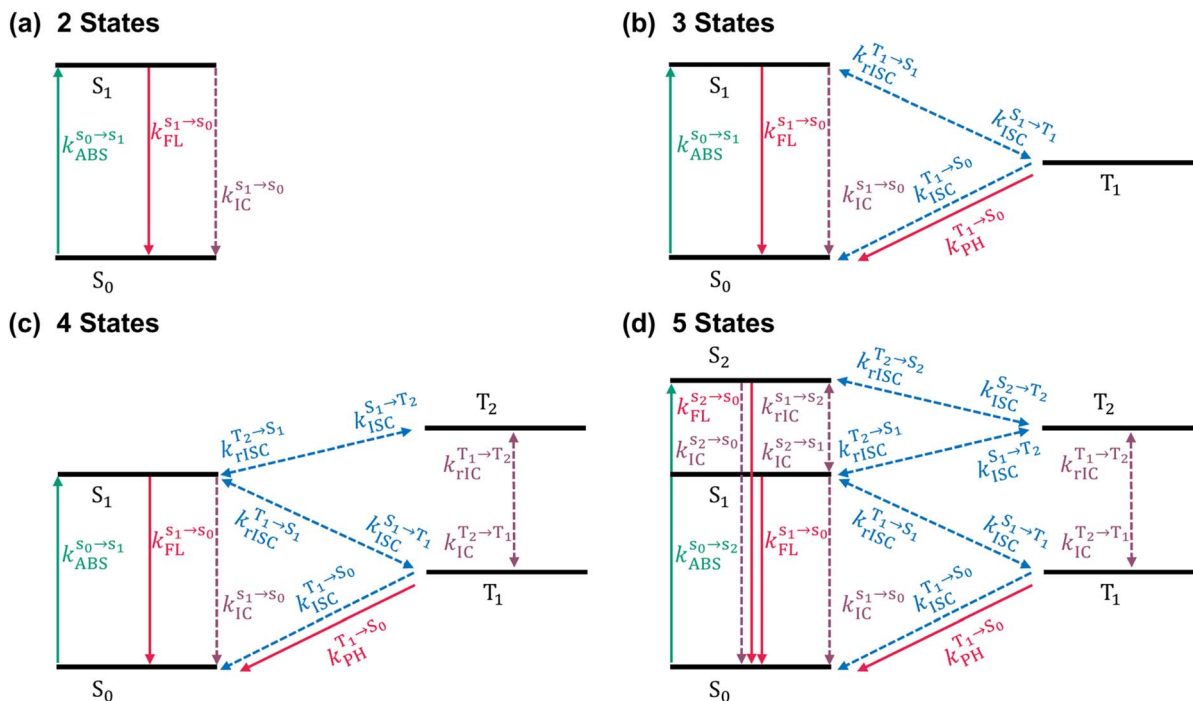 (a) 2 States
S₁
k_ABS^{s₀→s₁}
k_FL^{s₁→s₀}
k_IC^{s₁→s₀}
S₀
(b) 3 States
S₁
k_ABS^{s₀→s₁}
k_FL^{s₁→s₀}
k_IC^{s₁→s₀}
k_rISC^{T₁→S₁}
k_ISC^{S₁→T₁}
k_ISC^{T₁→S₀}
k_PH^{T₁→S₀}
T₁
S₀
(c) 4 States
T₂
k_ISC^{S₁→T₂}
k_rISC^{T₂→S₁}
k_rIC^{T₁→T₂}
S₁
k_ABS^{s₀→s₁}
k_FL^{s₁→s₀}
k_rISC^{T₁→S₁}
k_ISC^{S₁→T₁}
k_IC^{T₂→T₁}
k_IC^{s₁→s₀}
k_ISC^{T₁→S₀}
k_PH^{T₁→S₀}
T₁
S₀
(d) 5 States
S₂
k_rISC^{T₂→S₂}
k_ISC^{S₂→T₂}
T₂
k_FL^{s₂→s₀}
k_rIC^{s₁→s₂}
k_IC^{s₂→s₀}
k_IC^{s₂→s₁}
k_rISC^{T₂→S₁}
k_ISC^{S₁→T₂}
k_rIC^{T₁→T₂}
S₁
k_ABS^{s₀→s₂}
k_FL^{s₁→s₀}
k_rISC^{T₁→S₁}
k_ISC^{S₁→T₁}
k_IC^{T₂→T₁}
k_IC^{s₁→s₀}
k_ISC^{T₁→S₀}
k_PH^{T₁→S₀}
T₁
S₀